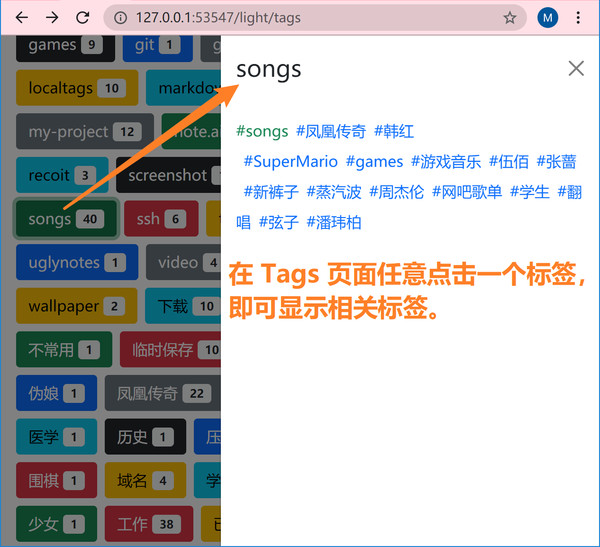 127.0.0.1:53547/light/tags
M
games 9
git 1
localtags 10
markdow
my-project 12
note.a
recoit 3
screenshot
songs 40
ssh 6
uglynotes 1
video 4
wallpaper 2
下载 10
不常用 1
临时保存 10
伪娘 1
凤凰传奇 22
医学 1
历史 1
压
围棋 1
域名 4
学
少女 1
工作 38
songs
#songs #凤凰传奇 #韩红
#SuperMario #games #游戏音乐 #伍佰 #张蔷
#新裤子 #蒸汽波 #周杰伦 #网吧歌单 #学生 #翻
唱 #弦子 #潘玮柏
在 Tags 页面任意点击一个标签，
即可显示相关标签。